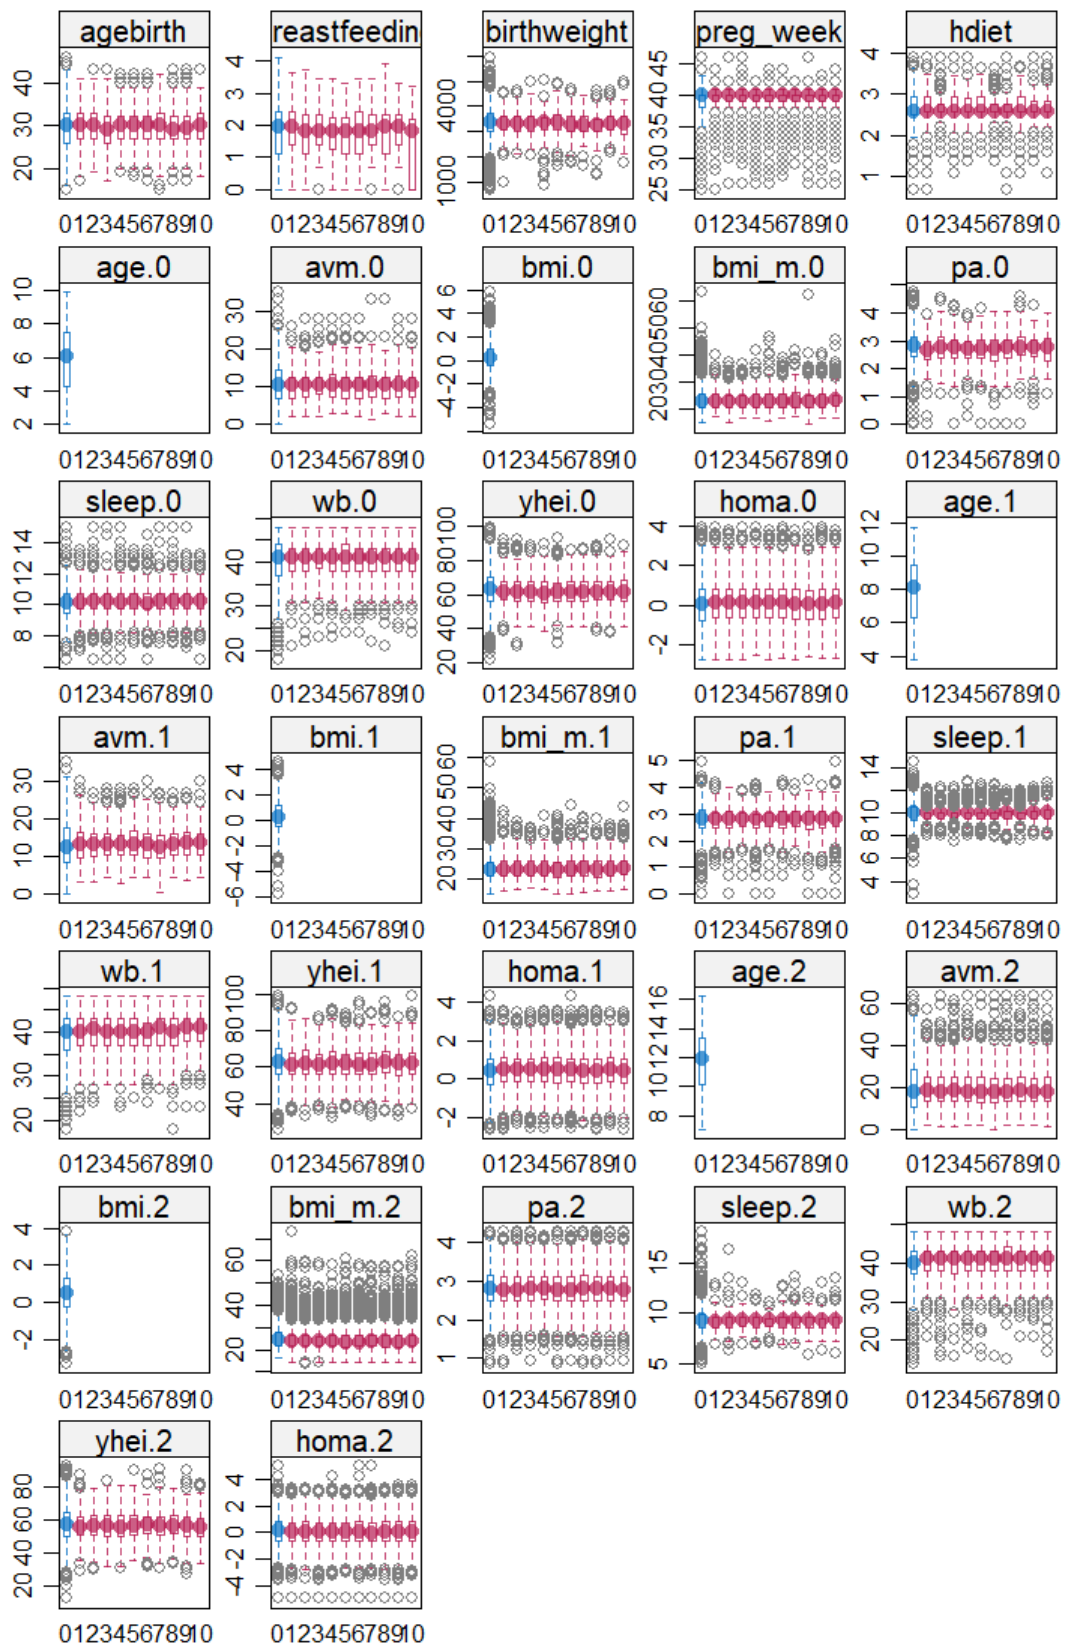 agebirth
20 30 40
012345678910
reastfeedin
0 1 2 3 4
012345678910
birthweight
1000 4000
012345678910
preg_week
25 30 35 40 45
012345678910
hdiet
1 2 3 4
012345678910
age.0
2 4 6 8 10
012345678910
avm.0
0 10 20 30
012345678910
bmi.0
-4 -2 0 2 4 6
012345678910
bmi_m.0
20 30 40 50 60
012345678910
pa.0
0 1 2 3 4
012345678910
sleep.0
8 10 12 14
012345678910
wb.0
20 30 40
012345678910
yhei.0
20 40 60 80 100
012345678910
homa.0
-2 0 2 4
012345678910
age.1
4 6 8 10 12
012345678910
avm.1
0 10 20 30
012345678910
bmi.1
-6 -4 -2 0 2 4
012345678910
bmi_m.1
20 30 40 50 60
012345678910
pa.1
0 1 2 3 4 5
012345678910
sleep.1
4 6 8 10 14
012345678910
wb.1
20 30 40
012345678910
yhei.1
40 60 80 100
012345678910
homa.1
-2 0 2 4
012345678910
age.2
8 10 12 14 16
012345678910
avm.2
0 20 40 60
012345678910
bmi.2
-2 0 2 4
012345678910
bmi_m.2
20 40 60
012345678910
pa.2
1 2 3 4
012345678910
sleep.2
5 10 15
012345678910
wb.2
20 30 40
012345678910
yhei.2
20 40 60 80
012345678910
homa.2
-4 -2 0 2 4
012345678910